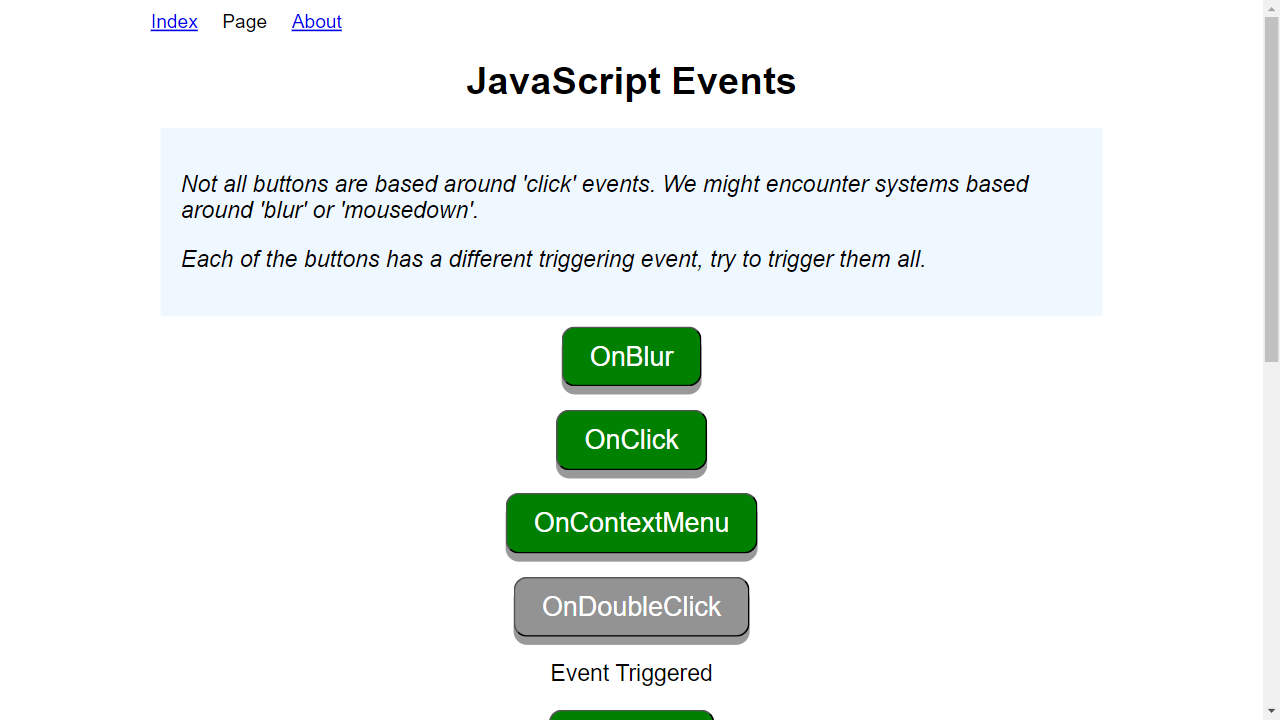 Index Page About
JavaScript Events
Not all buttons are based around 'click' events. We might encounter systems based
around 'blur' or 'mousedown'.
Each of the buttons has a different triggering event, try to trigger them all.
OnBlur
OnClick
OnContextMenu
OnDoubleClick
Event Triggered